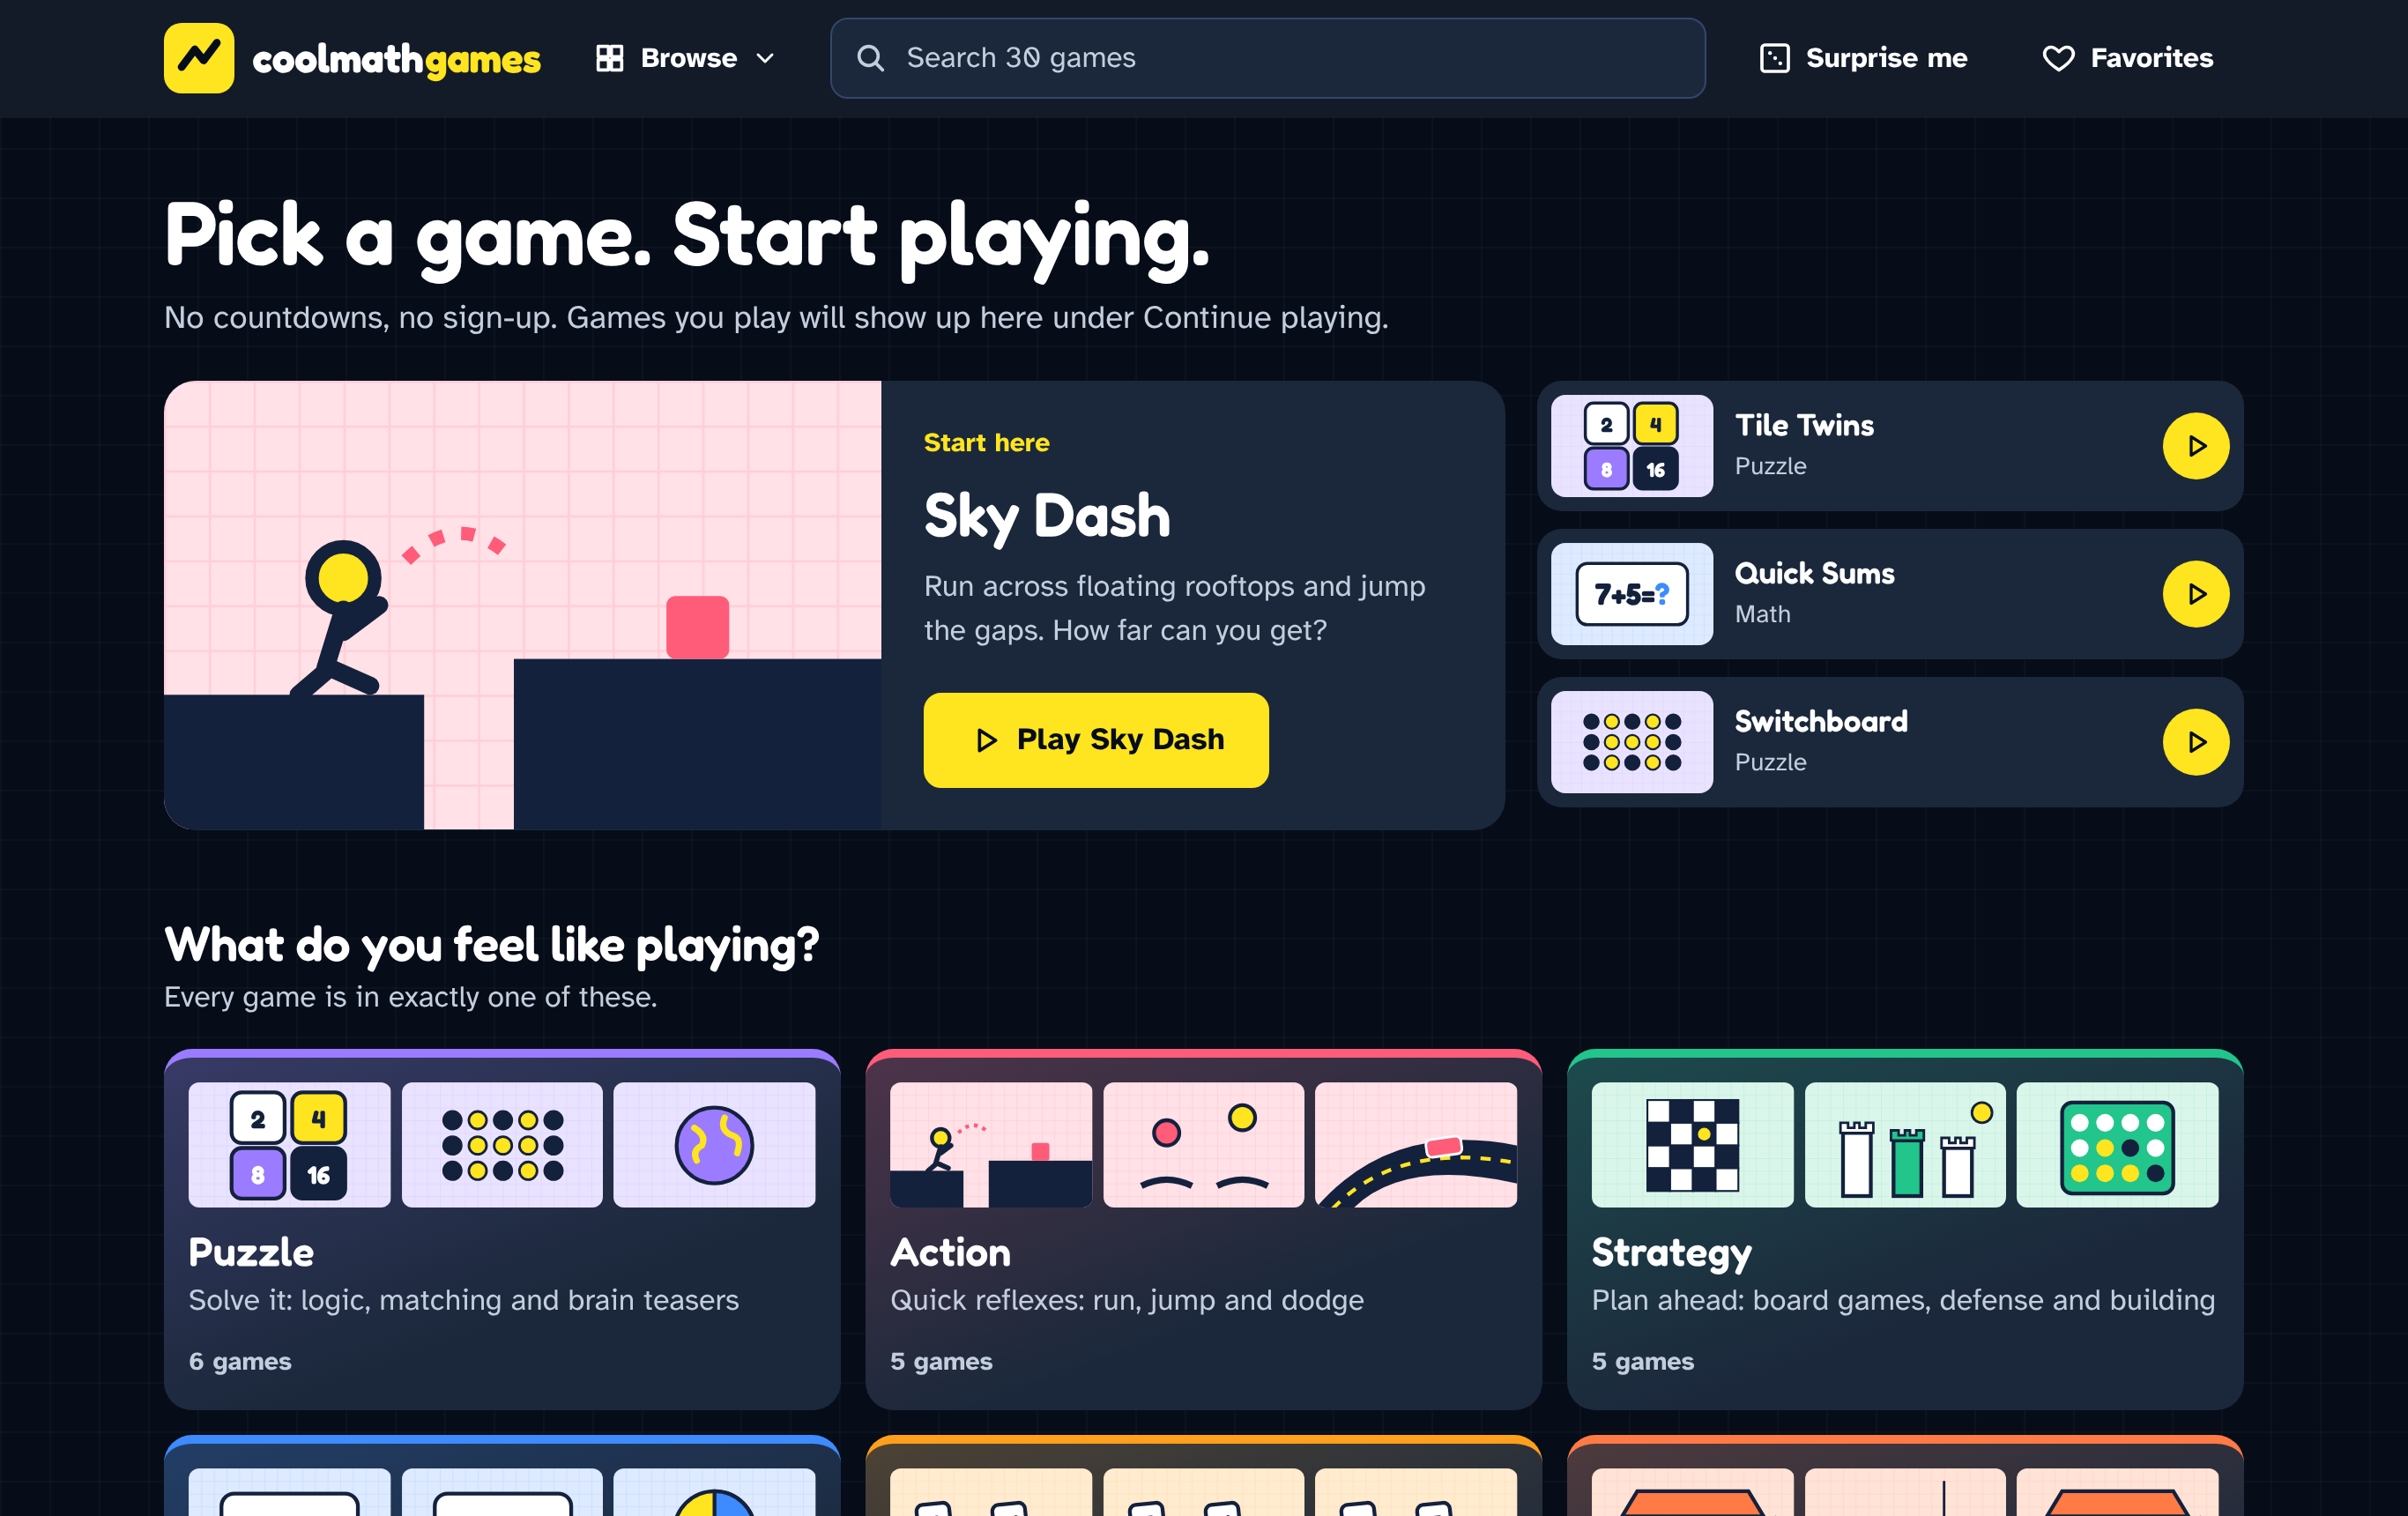 coolmathgames
Browse
Search 30 games
Surprise me
Favorites
Pick a game. Start playing.
No countdowns, no sign-up. Games you play will show up here under Continue playing.
Start here
Sky Dash
Run across floating rooftops and jump
the gaps. How far can you get?
Play Sky Dash
2 4
8 16
Tile Twins
Puzzle
7+5=?
Quick Sums
Math
Switchboard
Puzzle
What do you feel like playing?
Every game is in exactly one of these.
2 4
8 16
Puzzle
Solve it: logic, matching and brain teasers
6 games
Action
Quick reflexes: run, jump and dodge
5 games
Strategy
Plan ahead: board games, defense and building
5 games